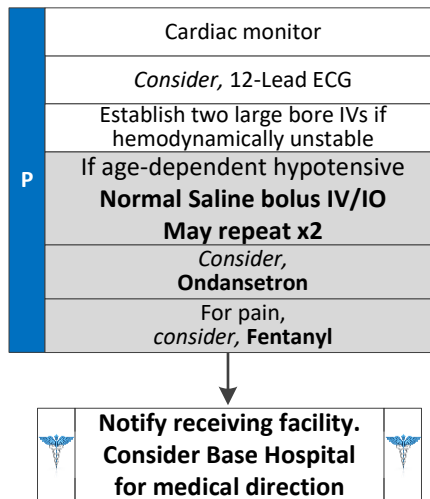 Cardiac monitor
Consider, 12-Lead ECG
Establish two large bore IVs if
hemodynamically unstable
P
If age-dependent hypotensive
Normal Saline bolus IV/IO
May repeat x2
Consider,
Ondansetron
For pain,
consider, Fentanyl
Notify receiving facility.
Consider Base Hospital
for medical direction